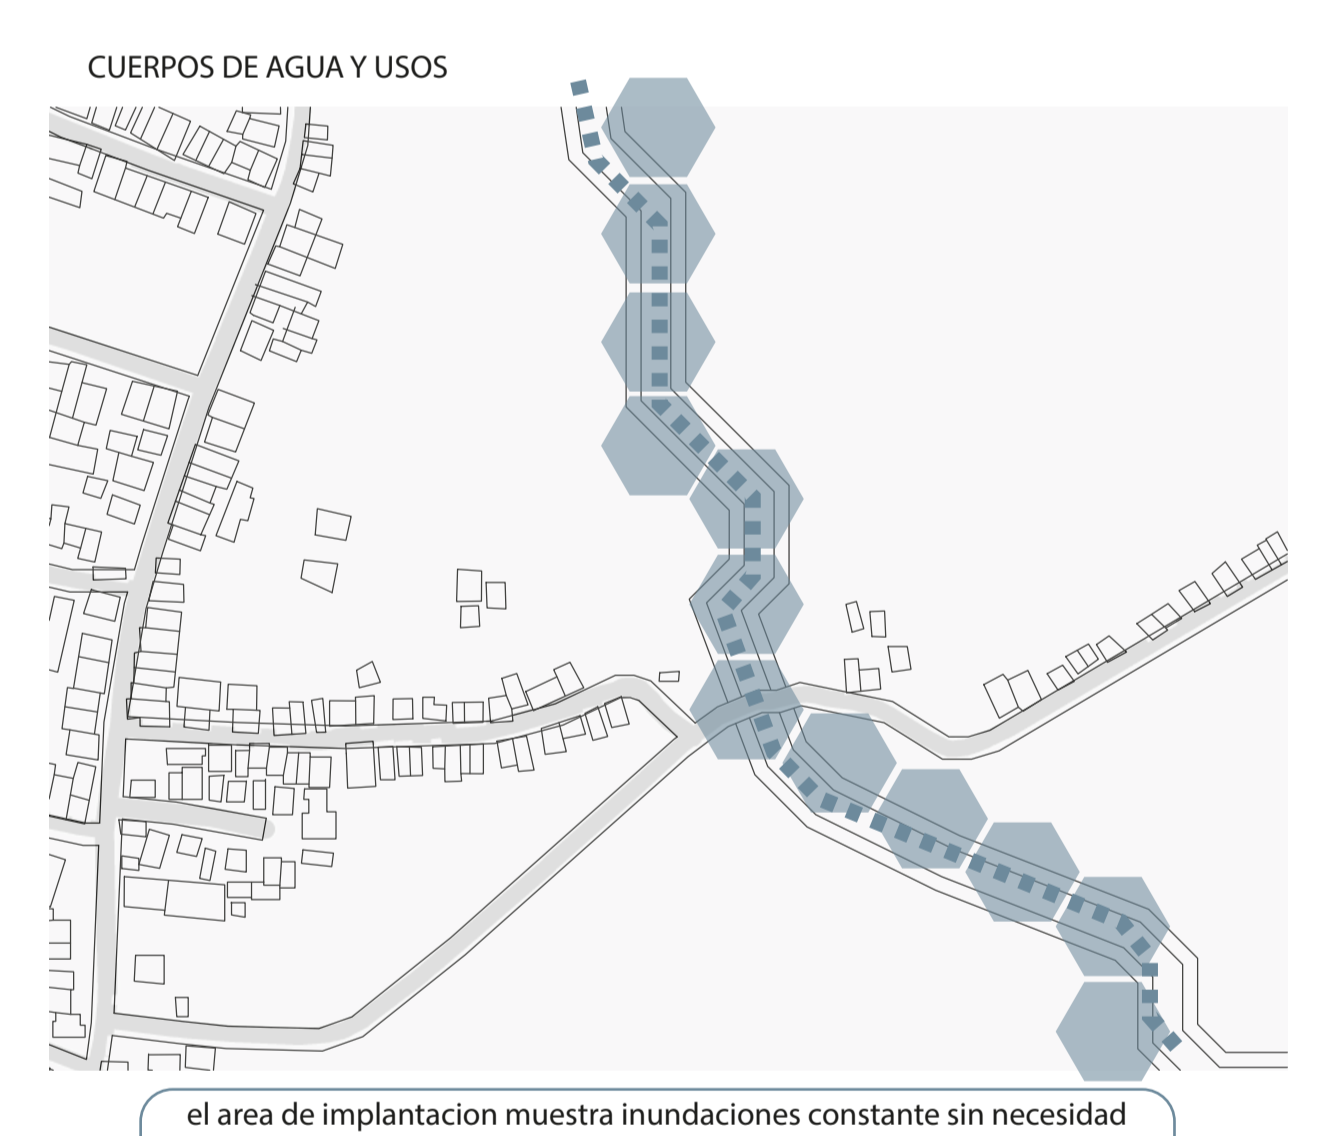 CUERPOS DE AGUA Y USOS
el area de implantacion muestra inundaciones constante sin necesidad